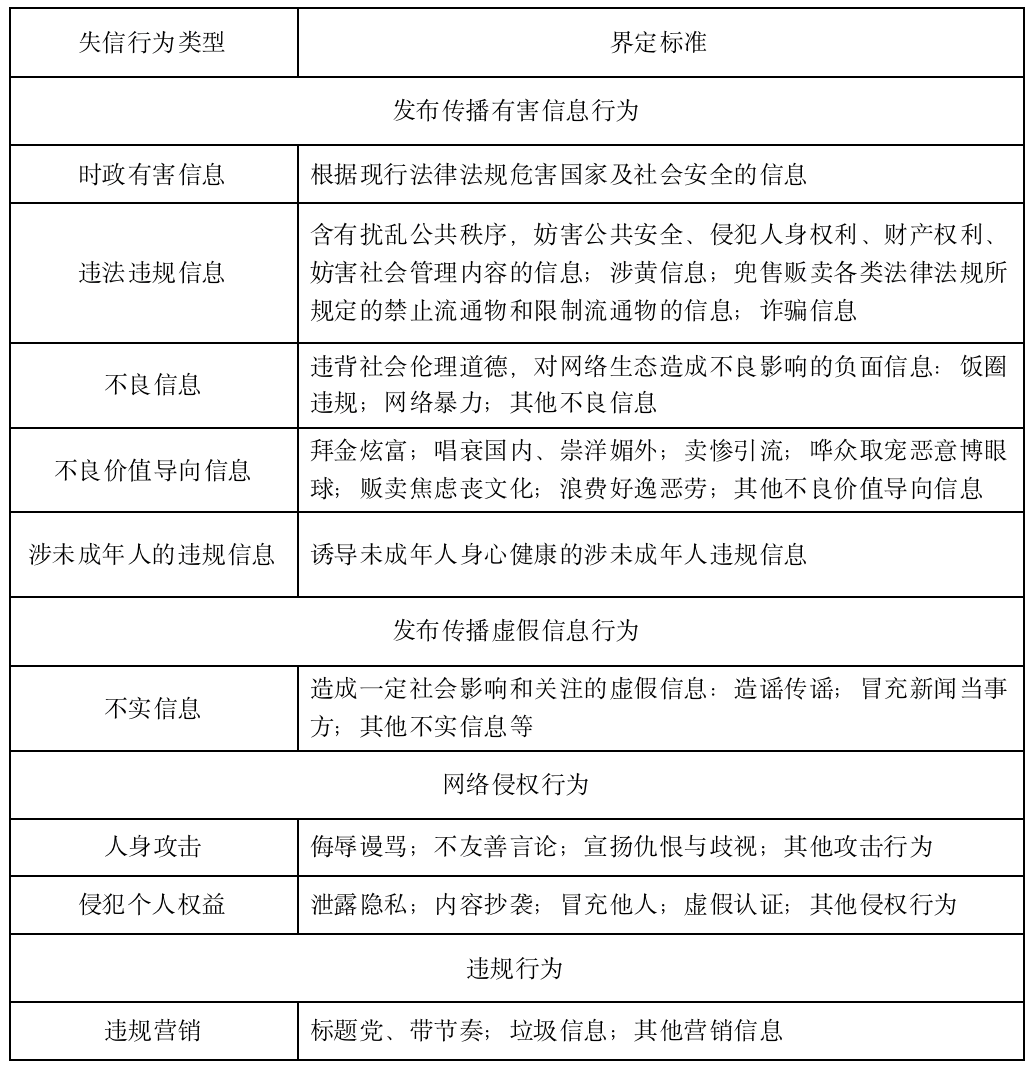 失信行为类型
界定标准
发布传播有害信息行为
时政有害信息
根据现行法律法规危害国家及社会安全的信息
违法违规信息
含有扰乱公共秩序，妨害公共安全、侵犯人身权利、财产权利、
妨害社会管理内容的信息；涉黄信息；兜售贩卖各类法律法规所
规定的禁止流通物和限制流通物的信息；诈骗信息
不良信息
违背社会伦理道德，对网络生态造成不良影响的负面信息：饭圈
违规；网络暴力；其他不良信息
不良价值导向信息
拜金炫富；唱衰国内、崇洋媚外；卖惨引流；哗众取宠恶意博眼
球；贩卖焦虑丧文化；浪费好逸恶劳；其他不良价值导向信息
涉未成年人的违规信息
诱导未成年人身心健康的涉未成年人违规信息
发布传播虚假信息行为
不实信息
造成一定社会影响和关注的虚假信息：造谣传谣；冒充新闻当事
方；其他不实信息等
网络侵权行为
人身攻击
侮辱谩骂；不友善言论；宣扬仇恨与歧视；其他攻击行为
侵犯个人权益
泄露隐私；内容抄袭；冒充他人；虚假认证；其他侵权行为
违规行为
违规营销
标题党、带节奏；垃圾信息；其他营销信息